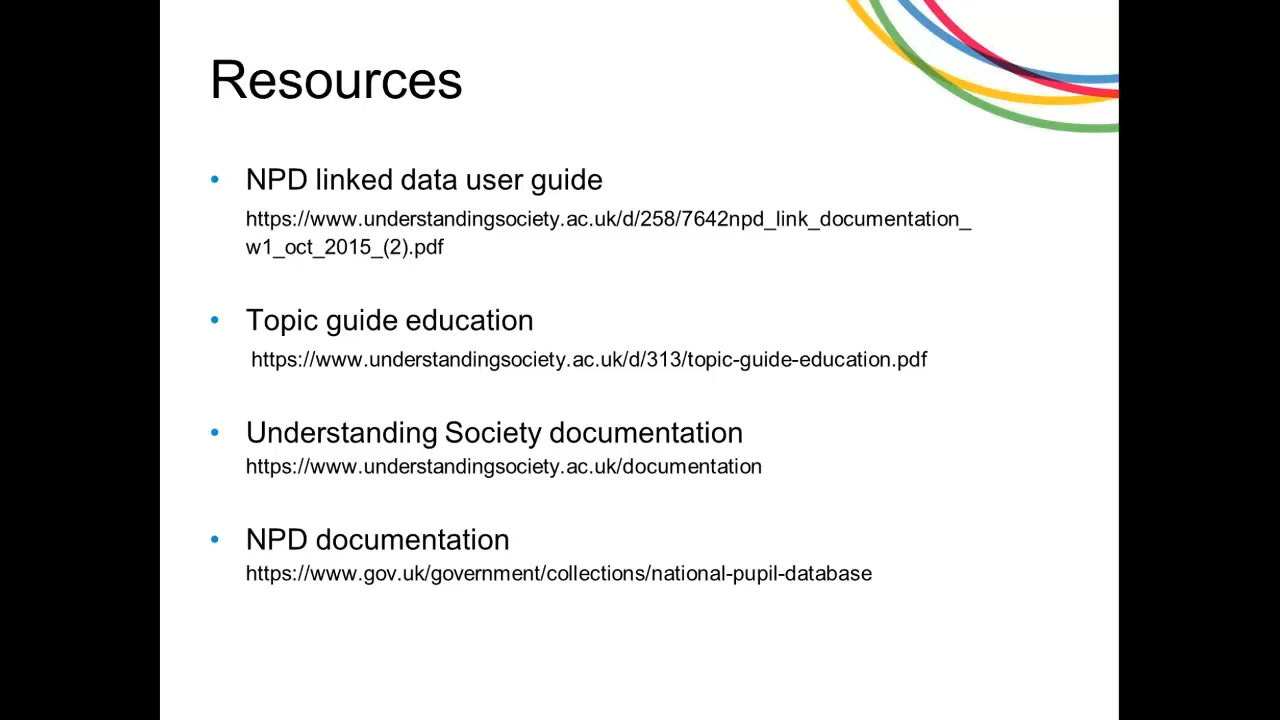 Resources
• NPD linked data user guide
https://www.understandingsociety.ac.uk/d/258/7642npd_link_documentation_
w1_oct_2015_(2).pdf
• Topic guide education
https://www.understandingsociety.ac.uk/d/313/topic-guide-education.pdf
• Understanding Society documentation
https://www.understandingsociety.ac.uk/documentation
• NPD documentation
https://www.gov.uk/government/collections/national-pupil-database